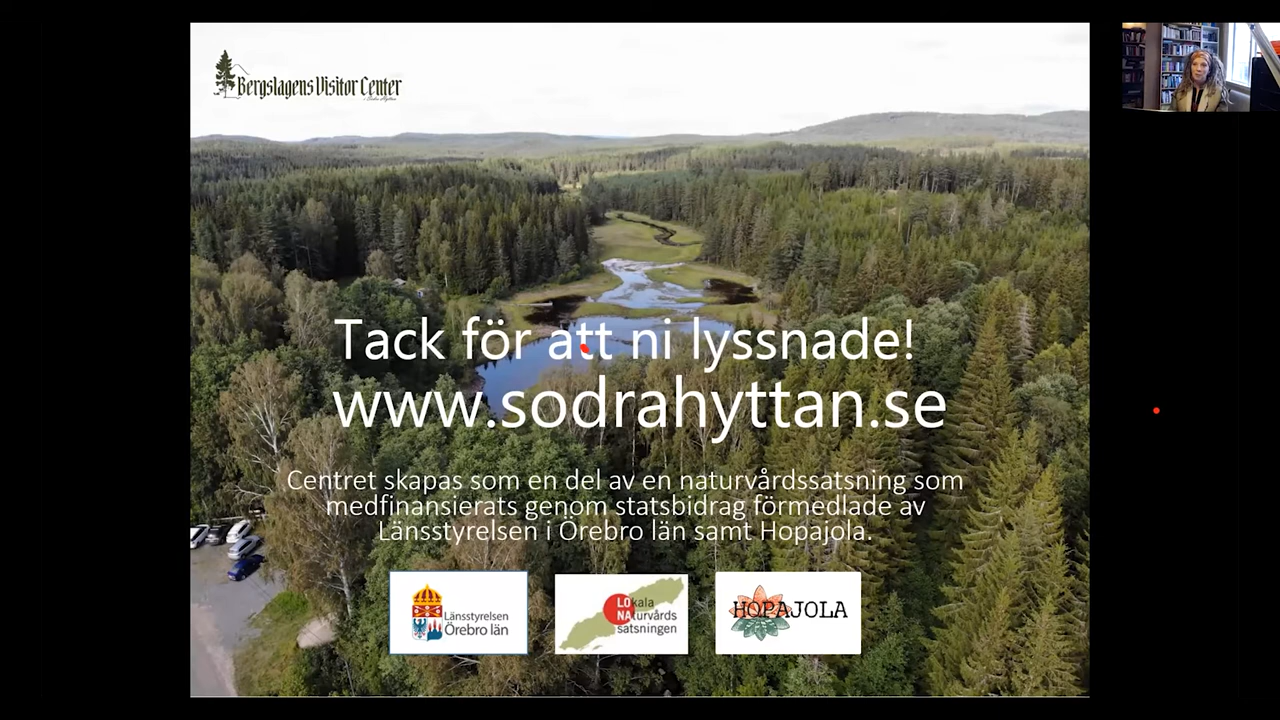 Bergslagens Visitor Center
Tack för att ni lyssnade!
www.sodrahyttan.se
Centret skapas som en del av en naturvårdssatsning som
medfinansierats genom statsbidrag förmedlade av
Länsstyrelsen i Örebro län samt Hopajola.
Länsstyrelsen
Örebro län
LOkala
NAturvårds
satsningen
HOPAJOLA